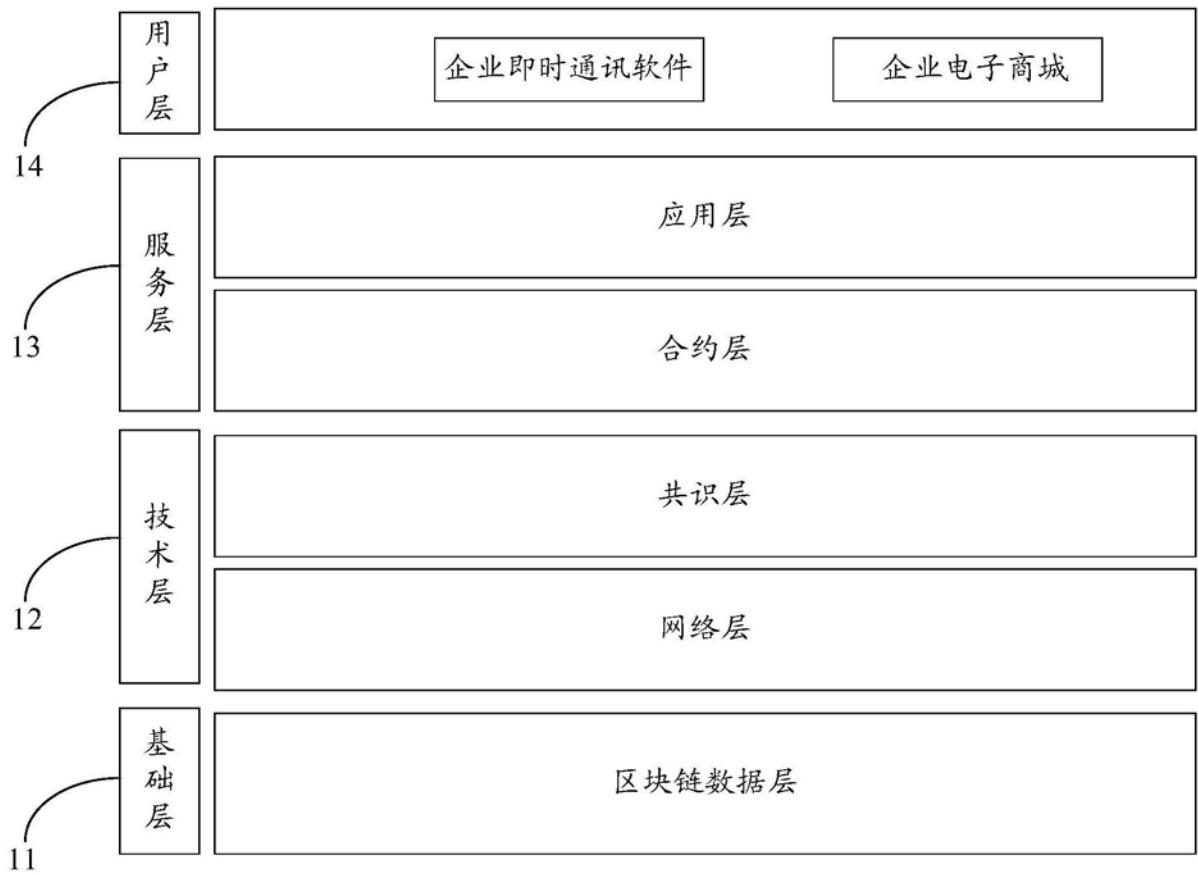 用户层
企业即时通讯软件
企业电子商城
14
服务层
应用层
合约层
13
技术层
共识层
网络层
12
基础层
区块链数据层
11